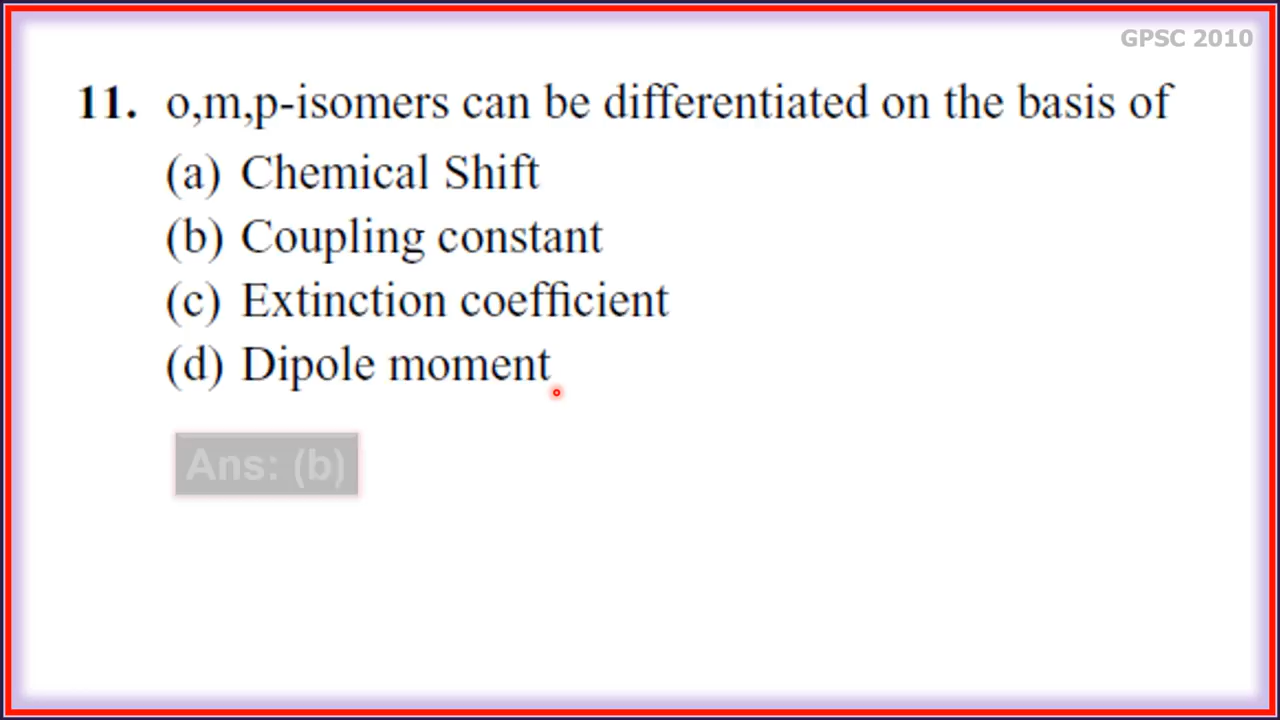 GPSC 2010
11. o,m,p-isomers can be differentiated on the basis of
(a) Chemical Shift
(b) Coupling constant
(c) Extinction coefficient
(d) Dipole moment
Ans: (b)